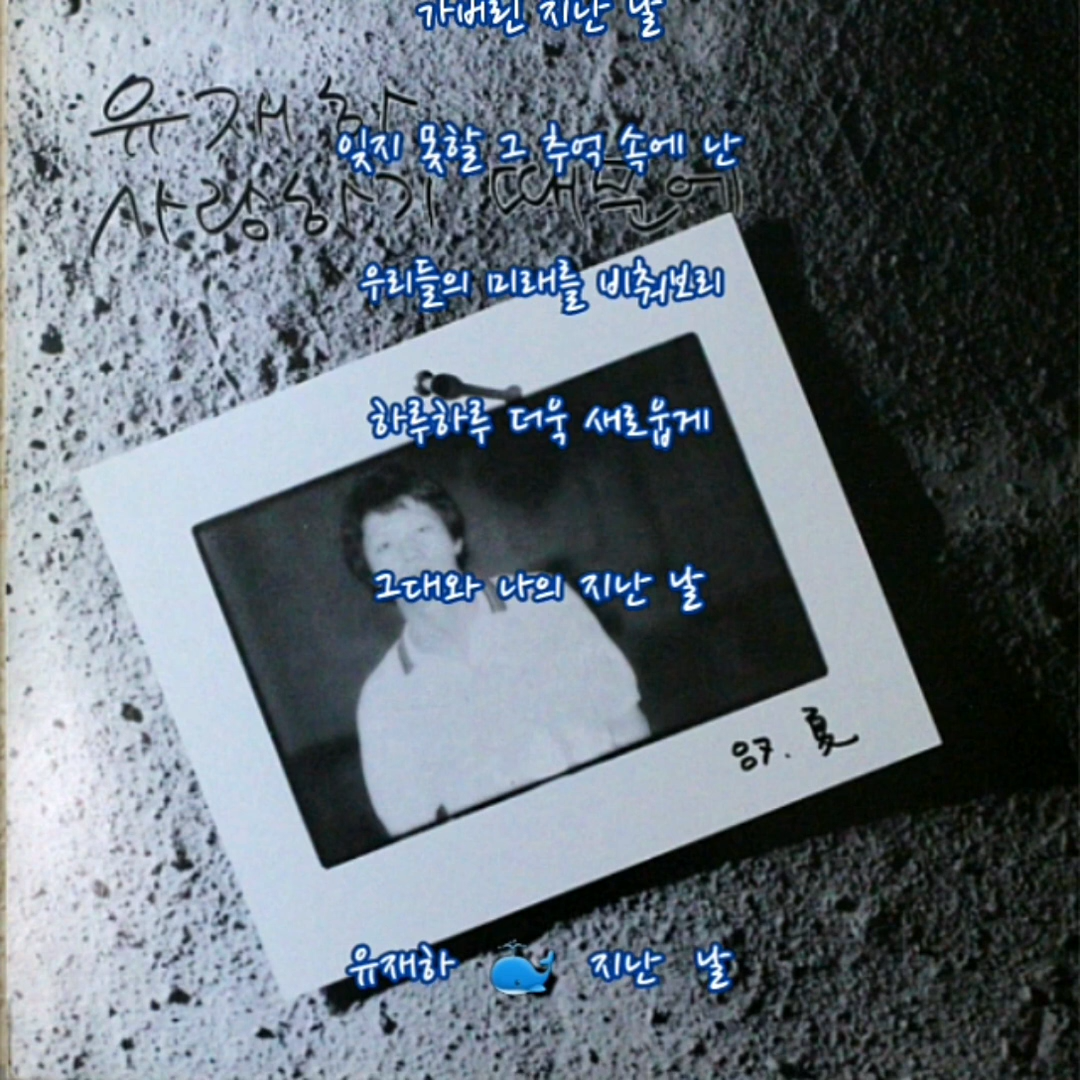 가버린 지난 날
유재하
잊지 못할 그 추억 속에 난
사랑하기 때문에
우리들의 미래를 비춰보리
하루하루 더욱 새로웁게
그대와 나의 지난 날
87. 夏
유재하 지난 날